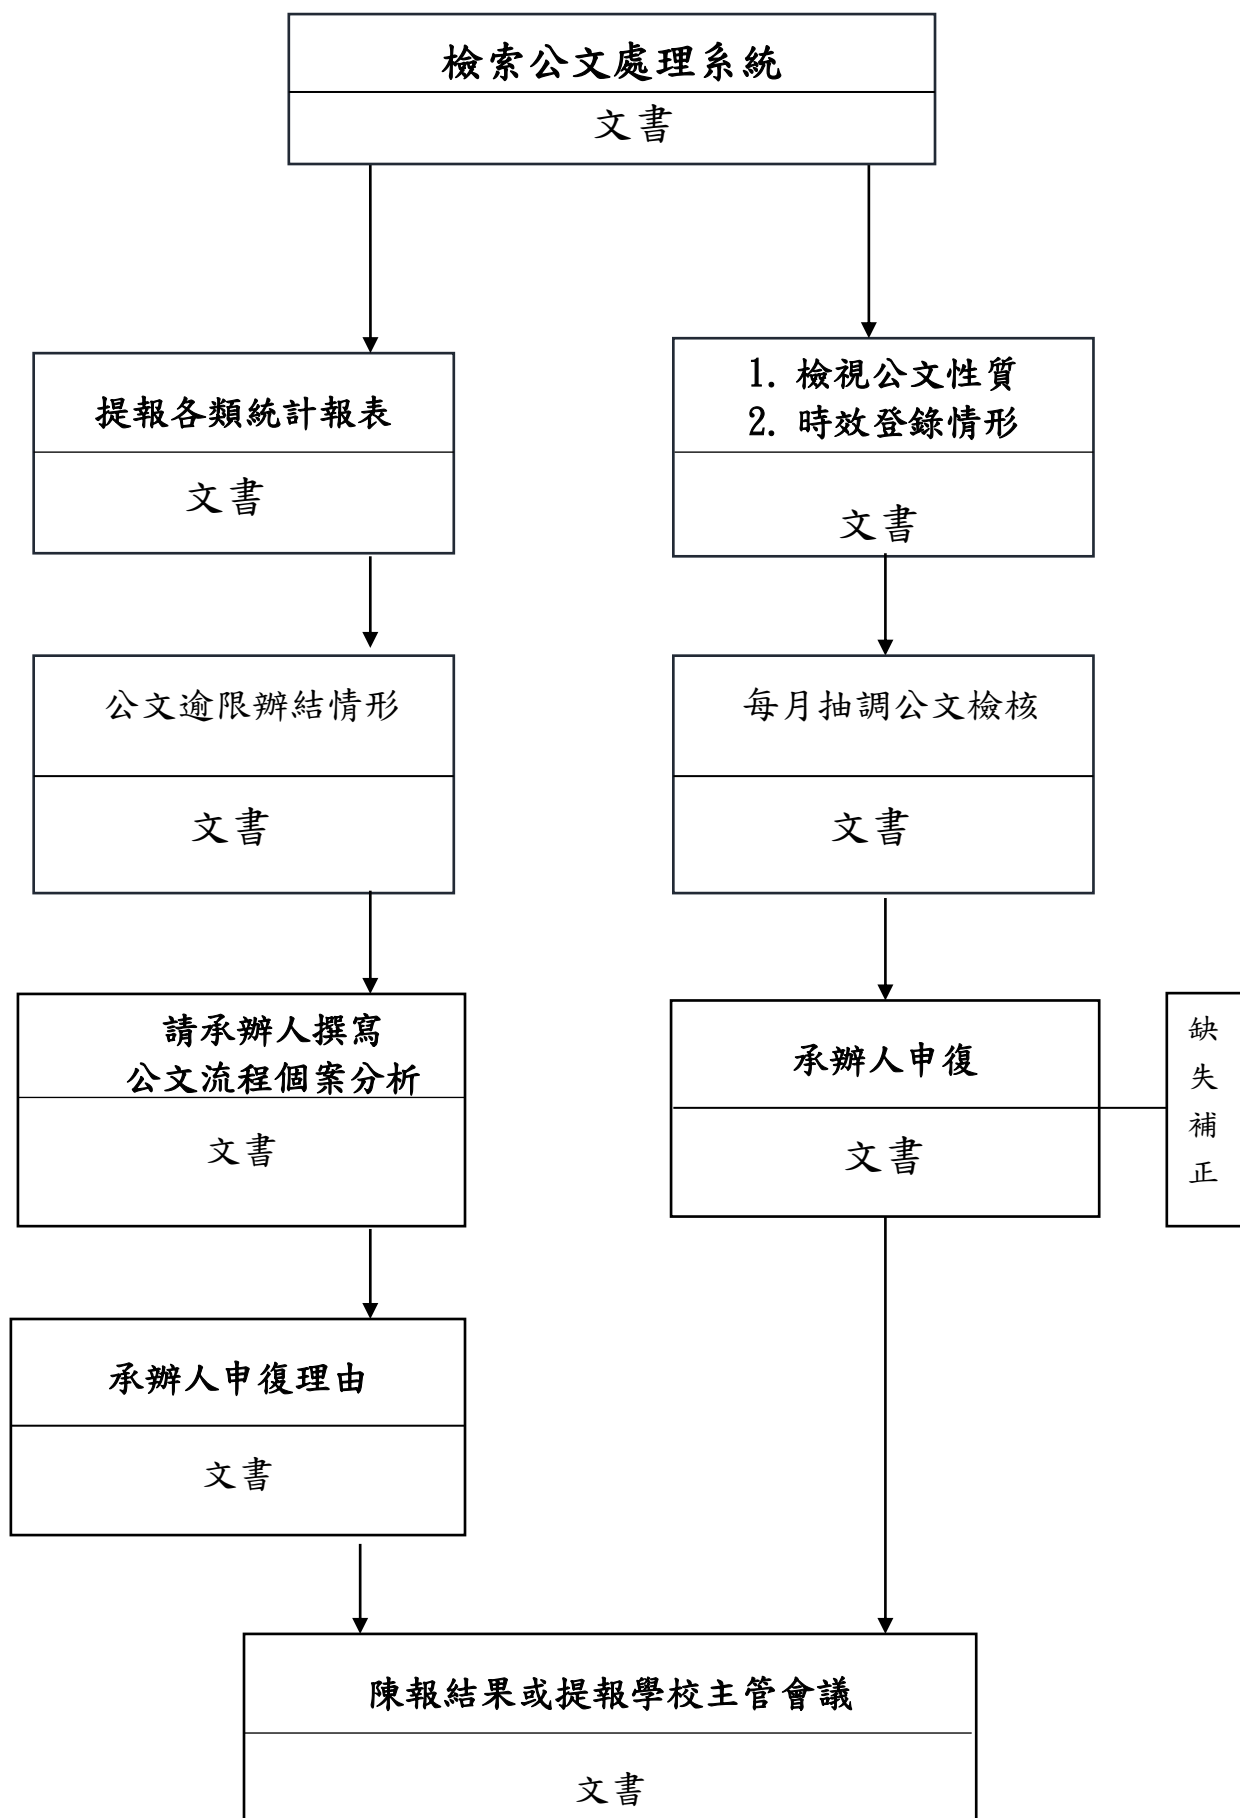 檢索公文處理系統
文書
提報各類統計報表
文書
1. 檢視公文性質
2. 時效登錄情形
文書
公文逾限辦結情形
文書
每月抽調公文檢核
文書
請承辦人撰寫
公文流程個案分析
文書
承辦人申復
文書
缺
失
補
正
承辦人申復理由
文書
陳報結果或提報學校主管會議
文書